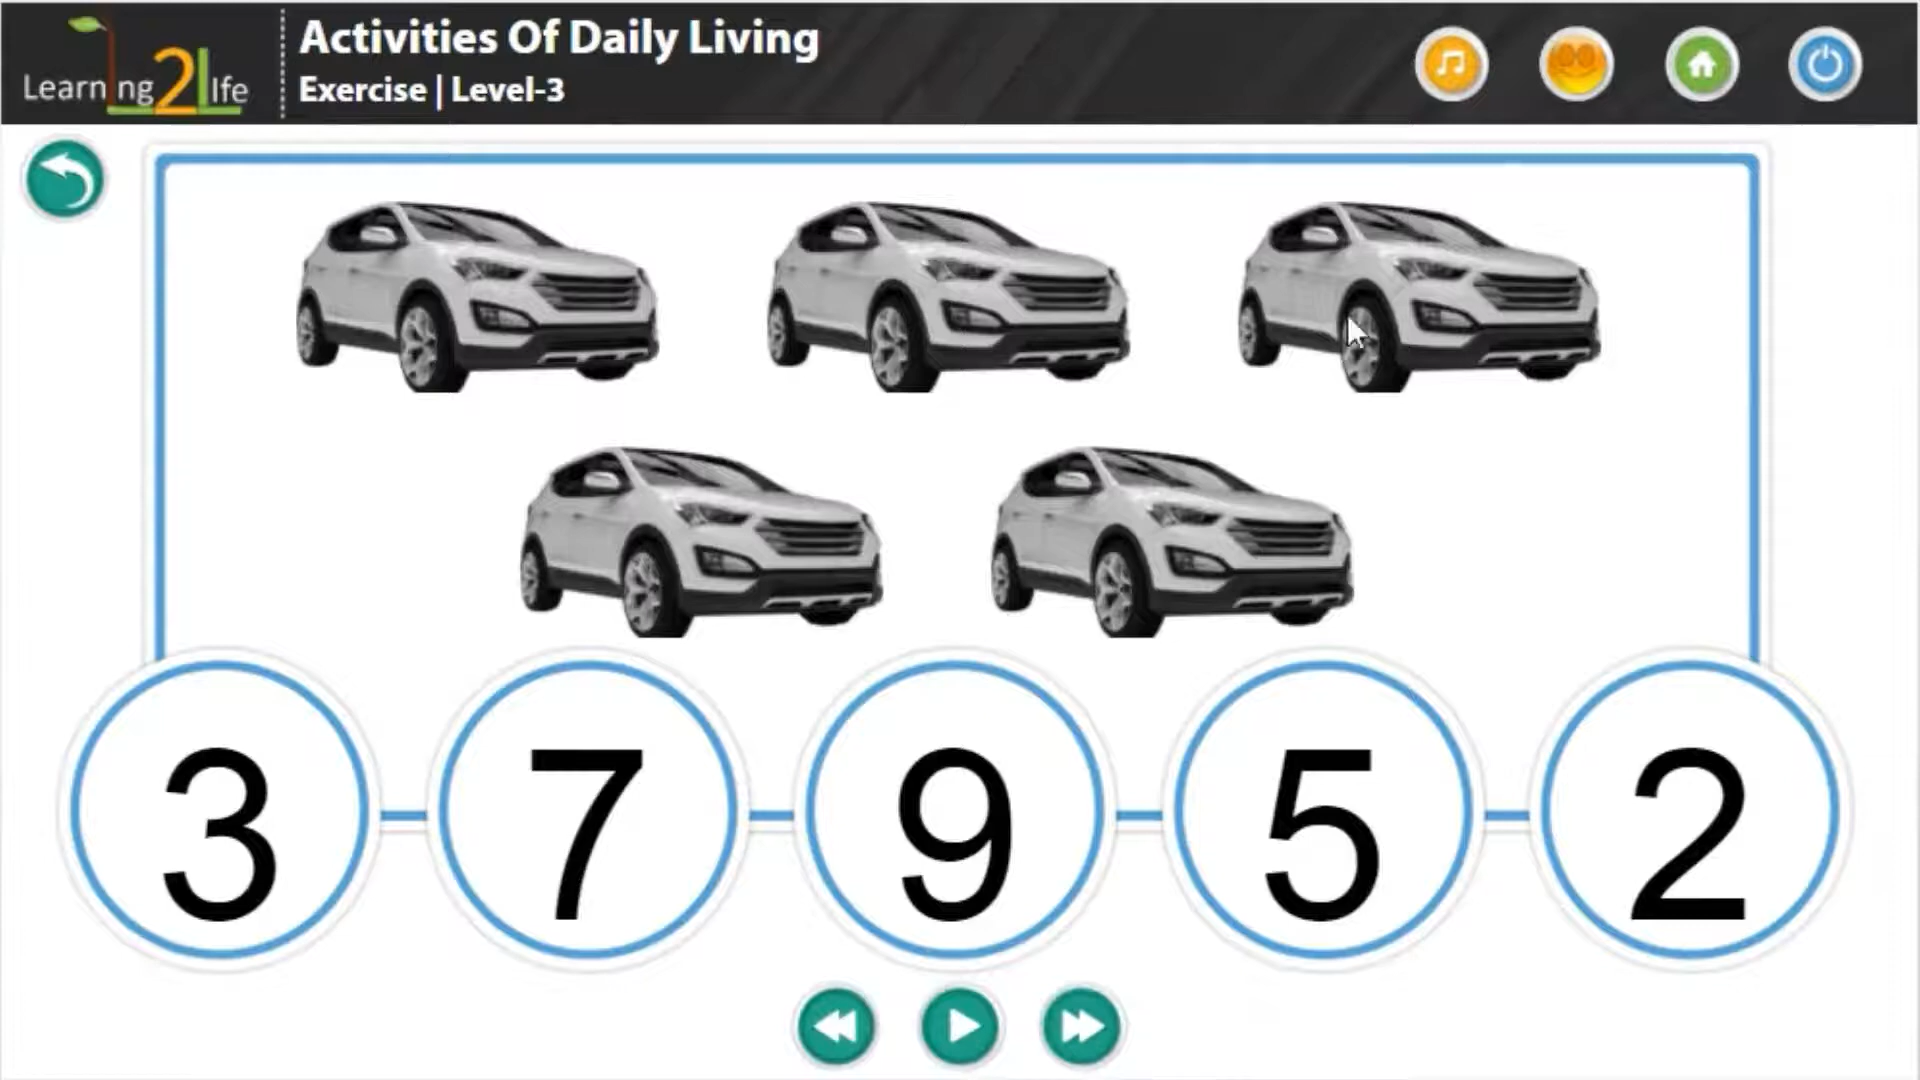 Learning2life
Activities Of Daily Living
Exercise | Level-3
3 7 9 5 2